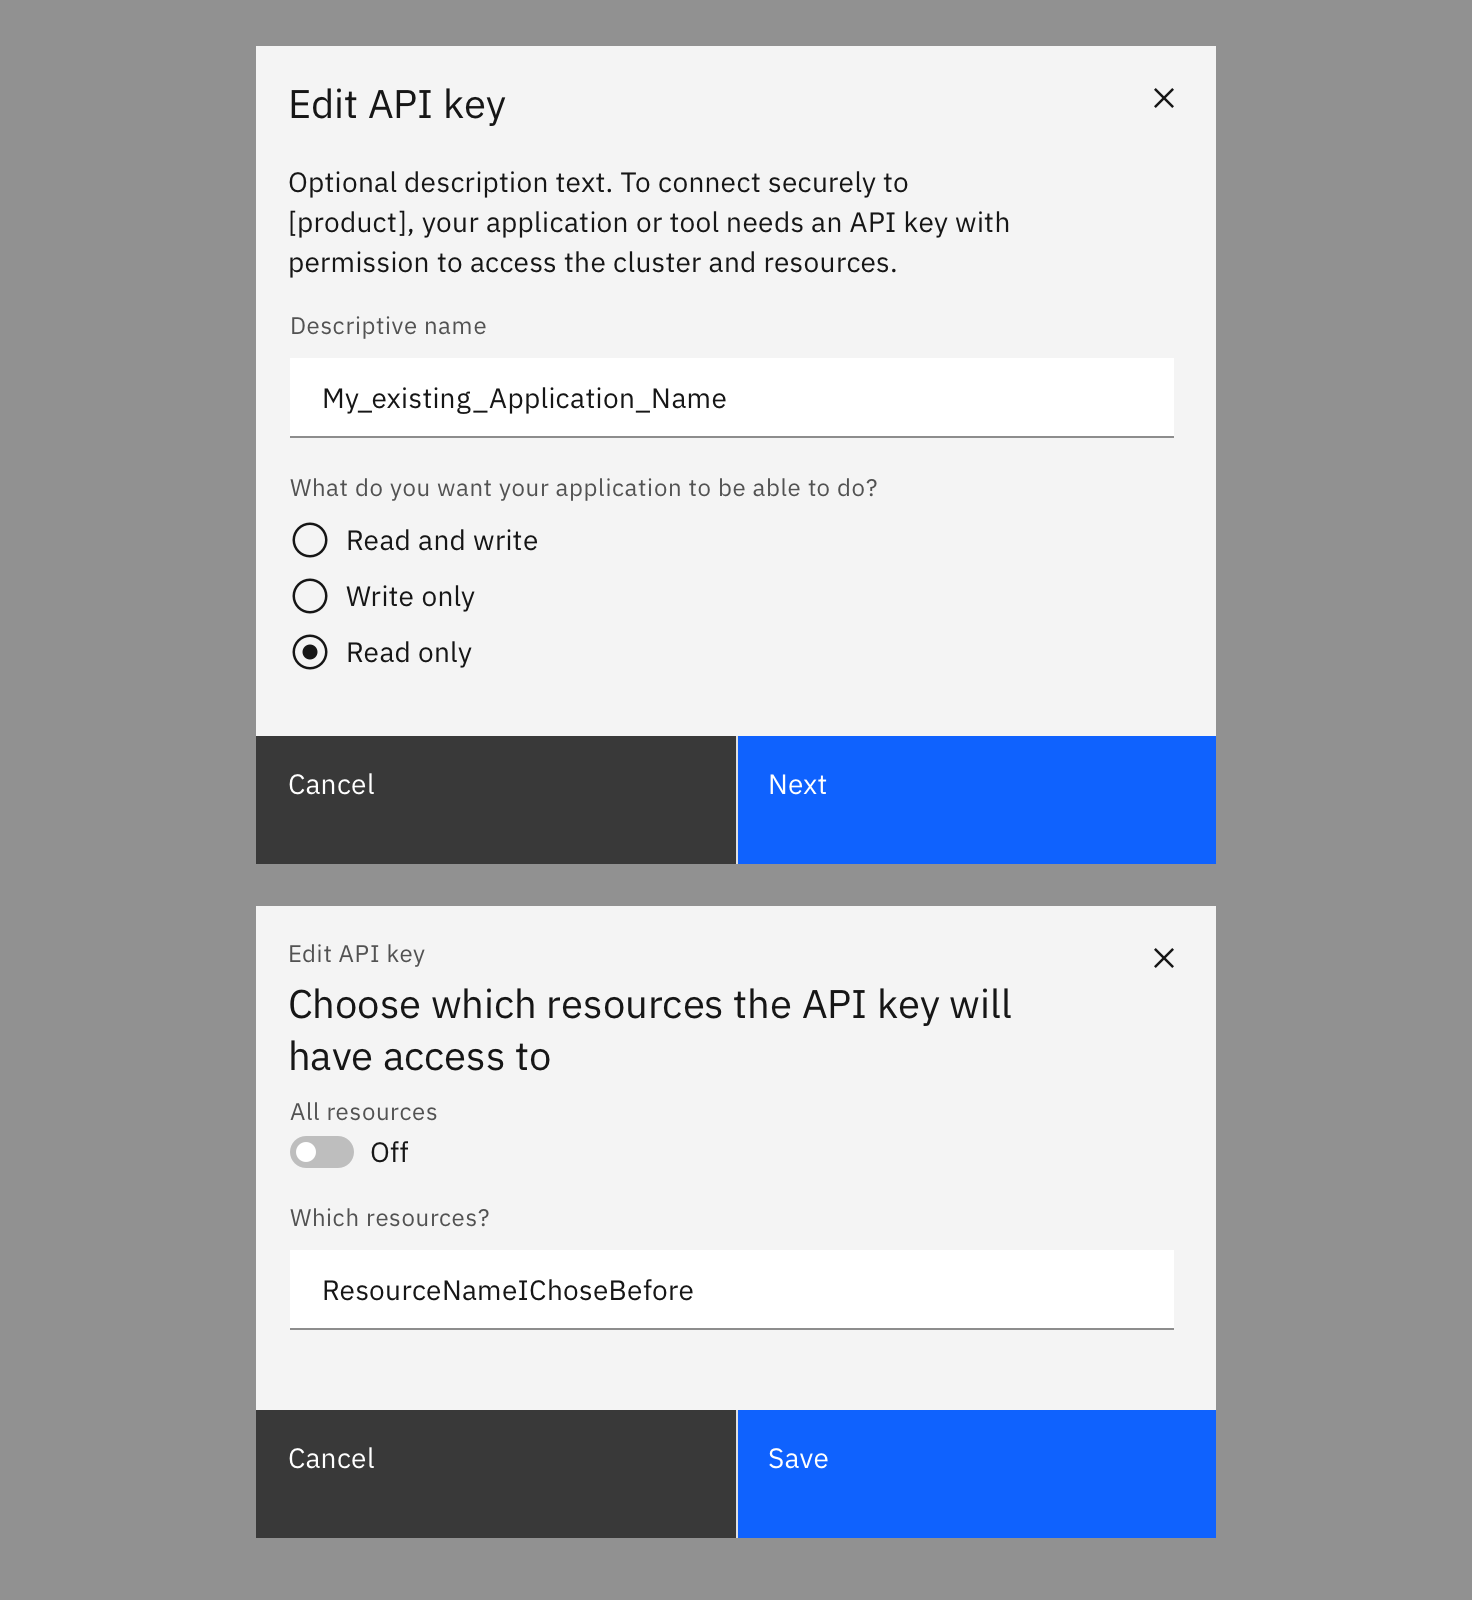 Edit API key
Optional description text. To connect securely to
[product], your application or tool needs an API key with
permission to access the cluster and resources.
Descriptive name
My_existing_Application_Name
What do you want your application to be able to do?
Read and write
Write only
Read only
Cancel
Next
Edit API key
Choose which resources the API key will
have access to
All resources
Off
Which resources?
ResourceNameIChoseBefore
Cancel
Save